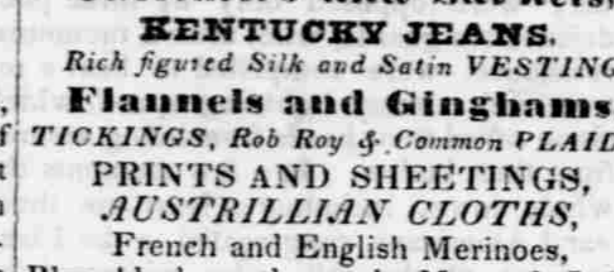 KENTUCKY JEANS.
Rich figured Silk and Satin VESTING
Flannels and Ginghams
f TICKINGS, Rob Roy & Common PLAID
PRINTS AND SHEETINGS,
AUSTRILLIAN CLOTHS,
French and English Merinoes,